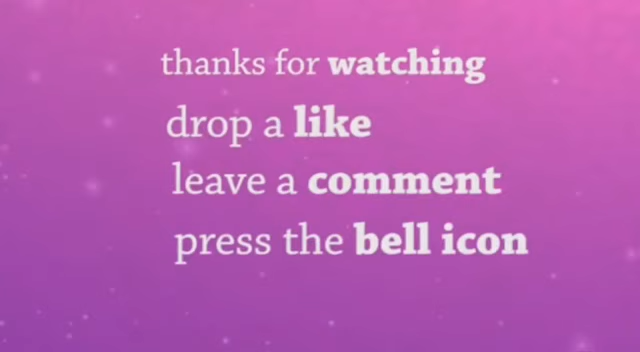 thanks for watching
drop a like
leave a comment
press the bell icon